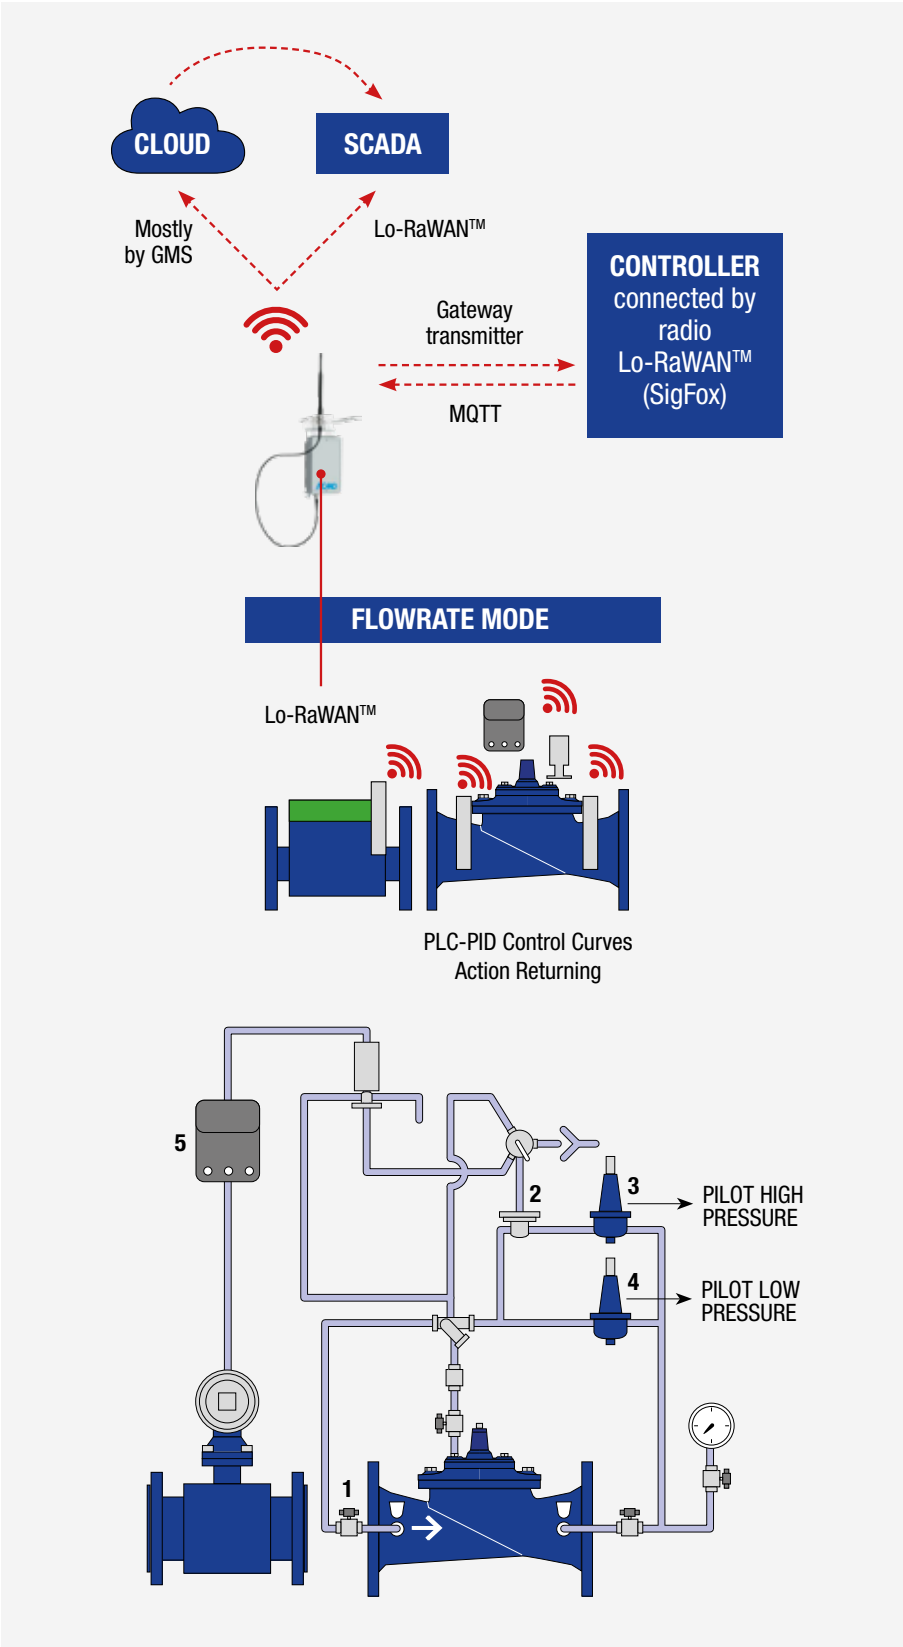 CLOUD
SCADA
Mostly
by GMS
Lo-RaWAN™
CONTROLLER
connected by
radio
Lo-RaWAN™
(SigFox)
Gateway
transmitter
MQTT
FLOWRATE MODE
Lo-RaWAN™
PLC-PID Control Curves
Action Returning
5
2
3
PILOT HIGH
PRESSURE
4
PILOT LOW
PRESSURE
1